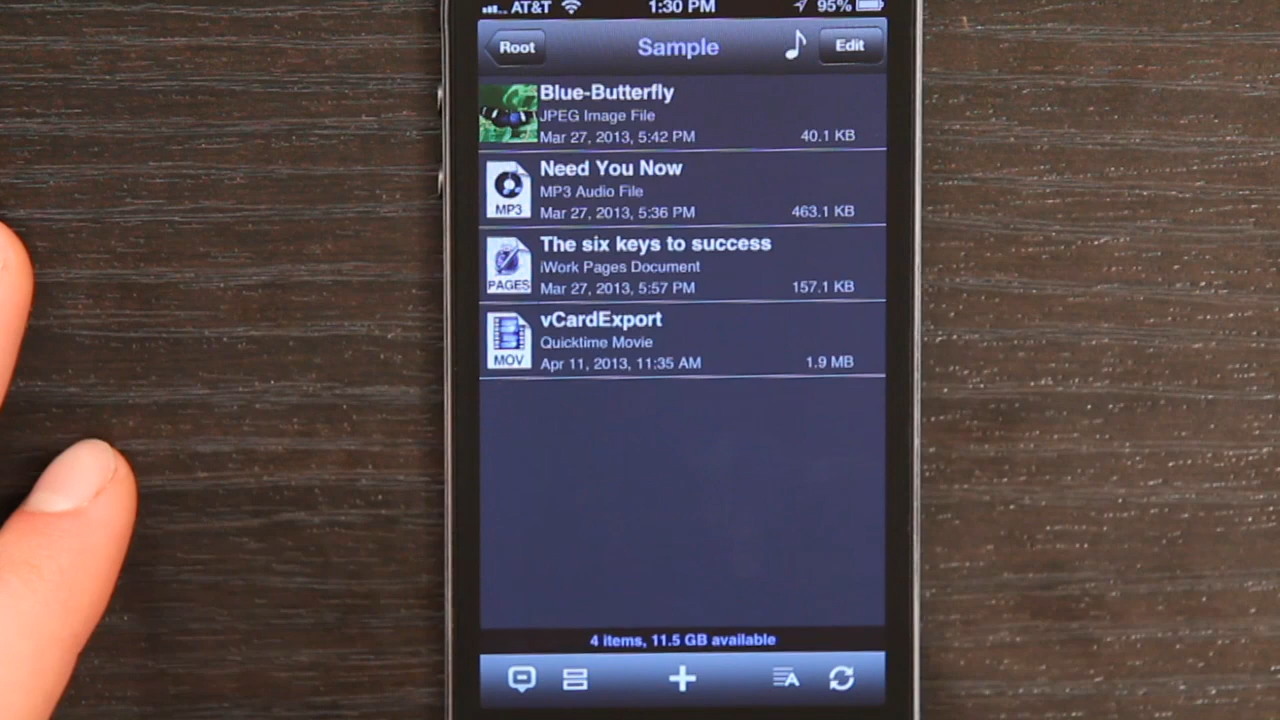 AT&T 1:30 PM 95%
Root Sample Edit
Blue-Butterfly
JPEG Image File
Mar 27, 2013, 5:42 PM 40.1 KB
Need You Now
MP3 Audio File
MP3
Mar 27, 2013, 5:36 PM 463.1 KB
The six keys to success
iWork Pages Document
PAGES
Mar 27, 2013, 5:57 PM 157.1 KB
vCardExport
Quicktime Movie
MOV
Apr 11, 2013, 11:35 AM 1.9 MB
4 items, 11.5 GB available
A